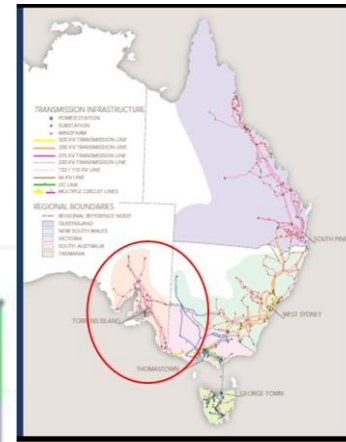 TRANSMISSION INFRASTRUCTURE
POWER STATION
SUBSTATION
WINDFARM
500 KV TRANSMISSION LINE
330 KV TRANSMISSION LINE
275 KV TRANSMISSION LINE
220 KV TRANSMISSION LINE
132 / 110 KV LINE
66 KV LINE
DC LINE
MULTIPLE CIRCUIT LINES
REGIONAL BOUNDARIES
REGIONAL REFERENCE NODE
QUEENSLAND
NEW SOUTH WALES
VICTORIA
SOUTH AUSTRALIA
TASMANIA
SOUTH PINE
WEST SYDNEY
TORRENS ISLAND
THOMASTOWN
GEORGE TOWN